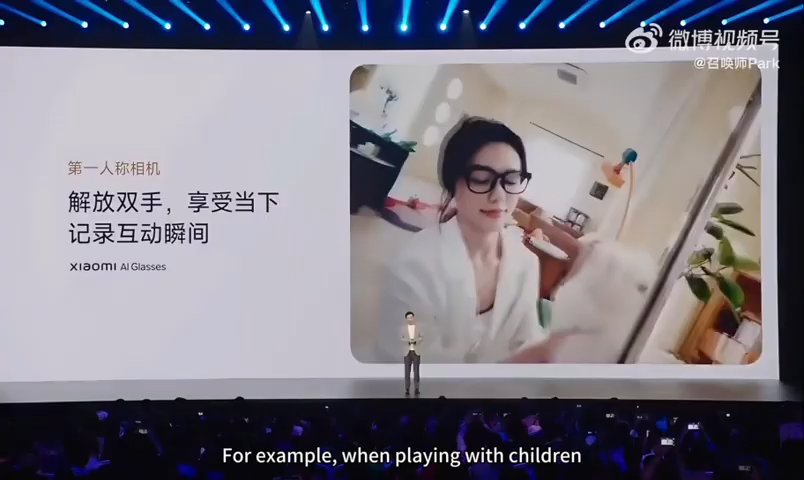 微博视频号
@召唤师Park
第一人称相机
解放双手，享受当下
记录互动瞬间
xiaomi AI Glasses
For example, when playing with children